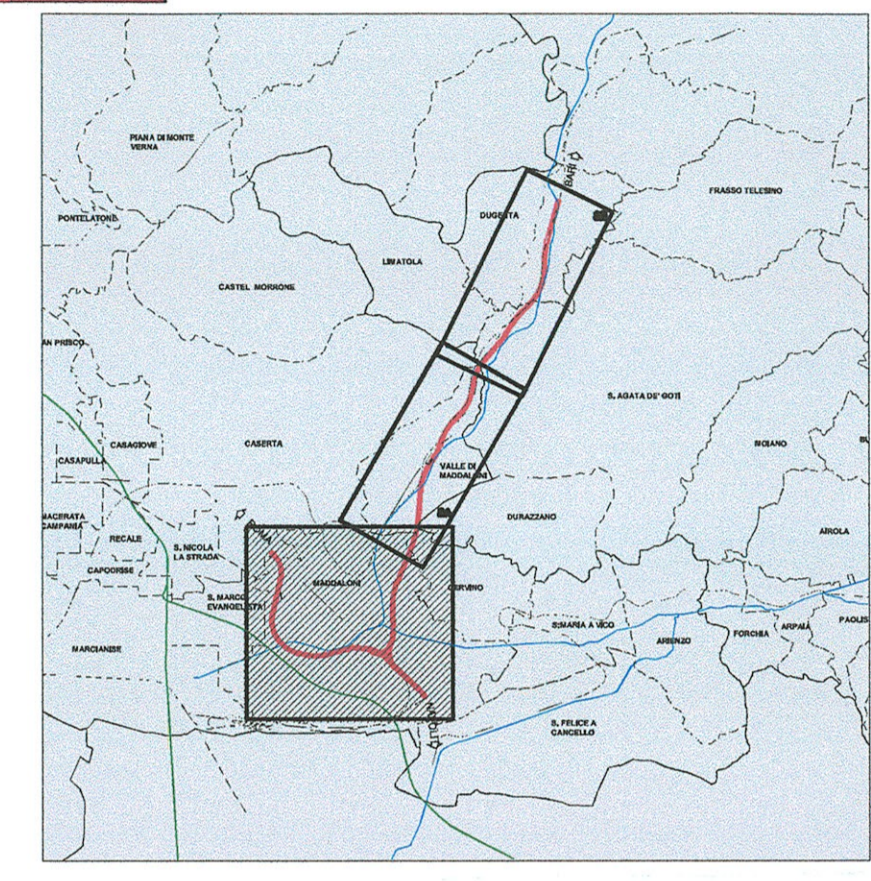 PIANA DI MONTE
VERNA
BARI
FRASSO TELESINO
PONTELATONE
DUGENTA
LIMATOLA
CASTEL MORRONE
AN PRISCO
S. AGATA DE' GOTI
CASAGIOVE
CASERTA
MOIANO
CASAPULLA
VALLE DI
MADDALONI
MACERATA
CAMPANIA
DURAZZANO
AIROLA
RECALE
S. NICOLA
LA STRADA
CAPODRISE
MADDALONI
CERVINO
S. MARCO
EVANGELISTA
S.MARIA A VICO
ARIENZO
FORCHIA
ARPAIA
PAOLIS
MARCIANISE
NAPOLI
S. FELICE A
CANCELLO